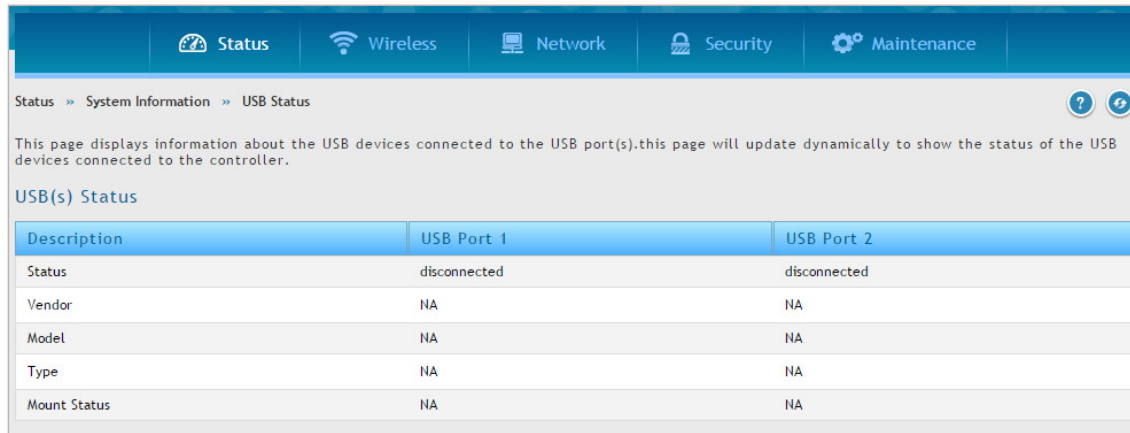 Status Wireless Network Security Maintenance
Status » System Information » USB Status
?
This page displays information about the USB devices connected to the USB port(s).this page will update dynamically to show the status of the USB
devices connected to the controller.
USB(s) Status
Description USB Port 1 USB Port 2
Status disconnected disconnected
Vendor NA NA
Model NA NA
Type NA NA
Mount Status NA NA